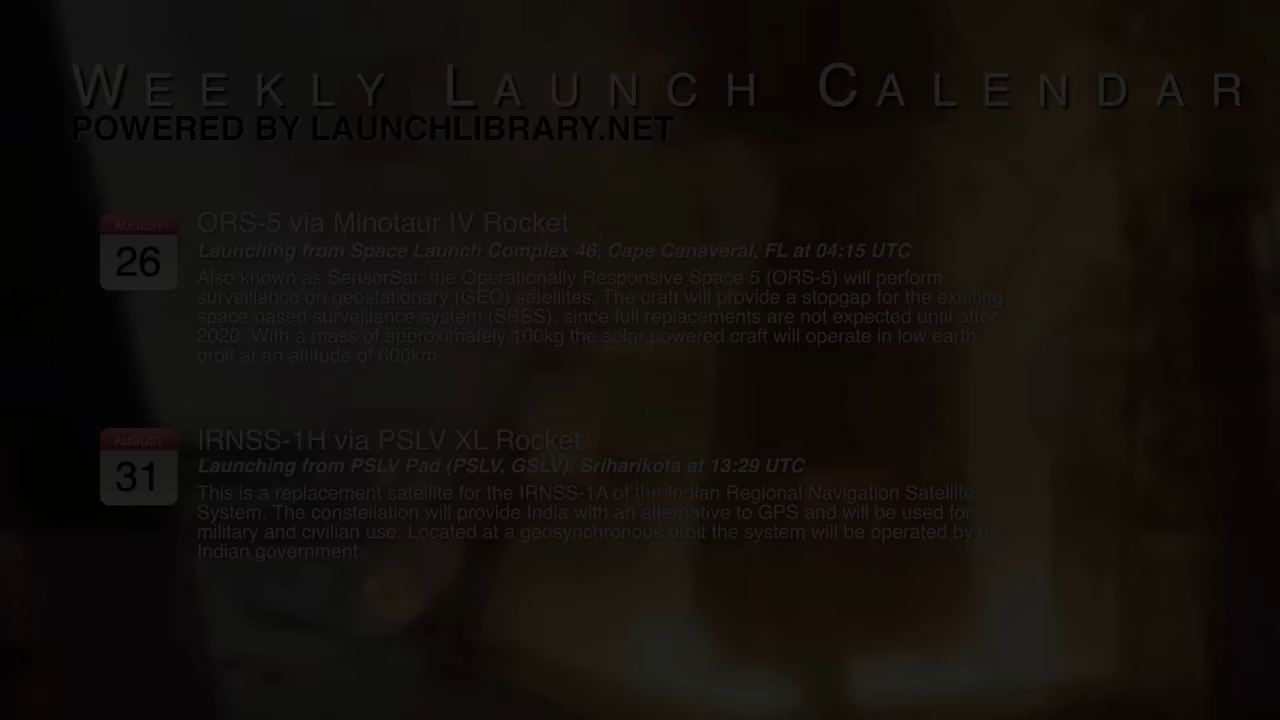 WEEKLY LAUNCH CALENDAR
POWERED BY LAUNCHLIBRARY.NET
AUGUST
26
ORS-5 via Minotaur IV Rocket
Launching from Space Launch Complex 46, Cape Canaveral, FL at 04:15 UTC
Also known as SensorSat, the Operationally Responsive Space 5 (ORS-5) will perform
surveillance on geostationary (GEO) satellites. The craft will provide a stopgap for the existing
space based surveillance system (SBSS), since full replacements are not expected until after
2020. With a mass of approximately 100kg the solar powered craft will operate in low earth
orbit at an altitude of 600km
AUGUST
31
IRNSS-1H via PSLV XL Rocket
Launching from PSLV Pad (PSLV, GSLV), Sriharikota at 13:29 UTC
This is a replacement satellite for the IRNSS-1A of the Indian Regional Navigation Satellite
System. The constellation will provide India with an alternative to GPS and will be used for
military and civilian use. Located at a geosynchronous orbit the system will be operated by the
Indian government.